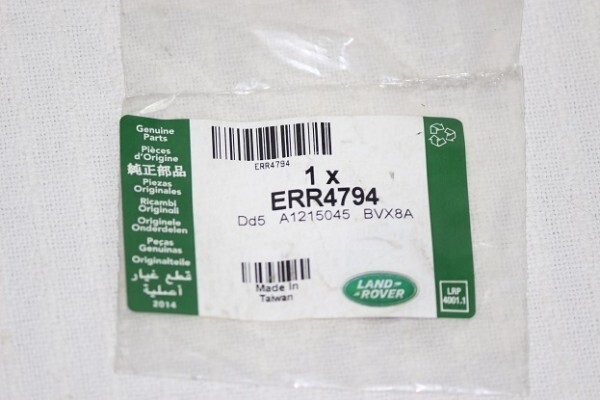 Genuine
Parts
Pièces
d'Origine
純正部品
Piezas
Originales
Ricambi
Originali
Originele
Onderdelen
Peças
Genuinas
Originalteile
قطع غيار
أصلية
2014
ERR4794
1 x
ERR4794
Dd5 A1215045 BVX8A
Made In
Taiwan
LAND-
-ROVER
LRP
4001.1